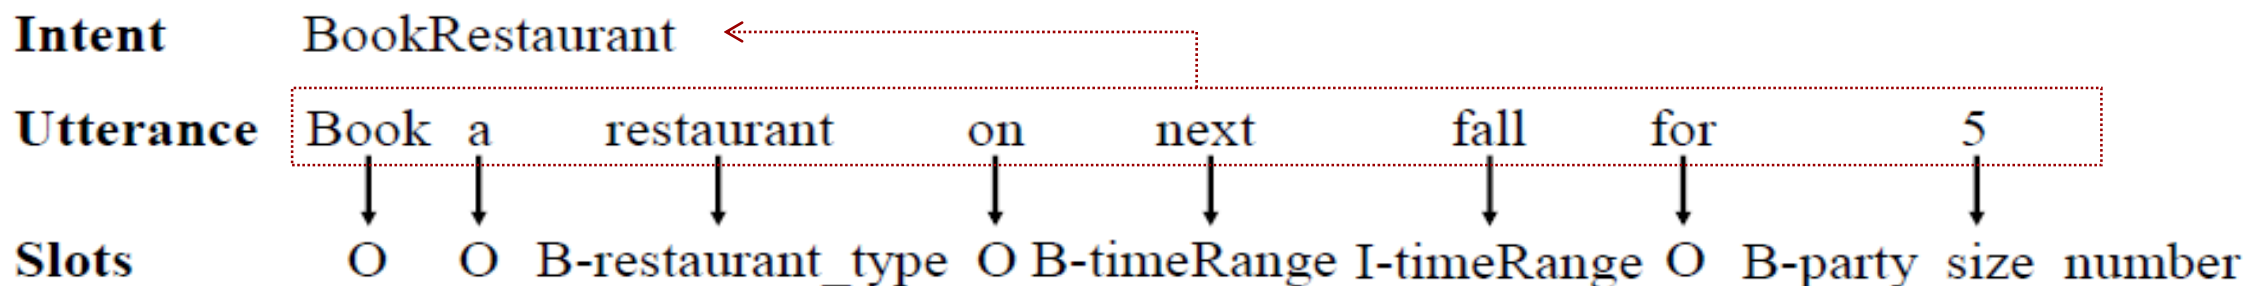 Intent BookRestaurant
Utterance Book a restaurant on next fall for 5
Slots O O B-restaurant_type O B-timeRange I-timeRange O B-party size number